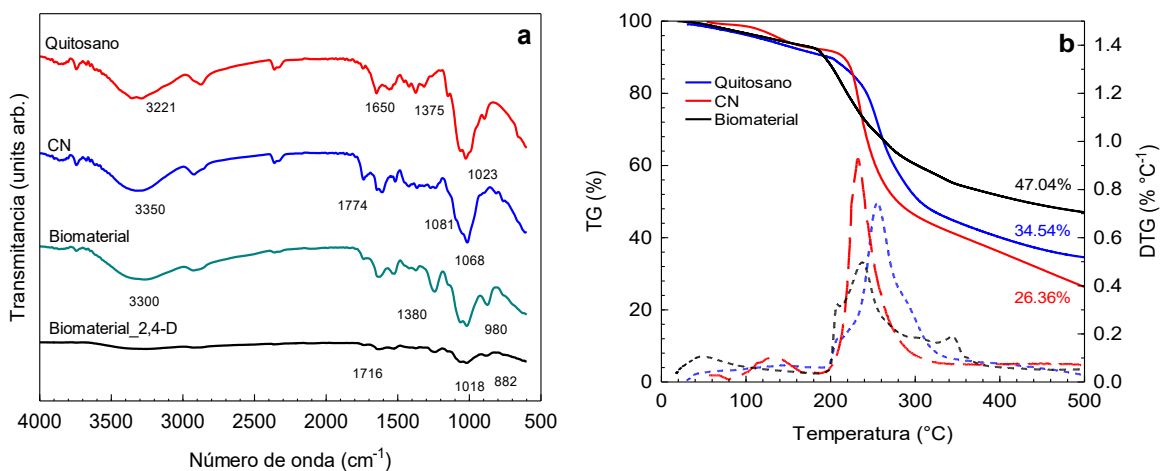 a
Transmitancia (units arb.)
Quitosano
3221
1650
1375
1023
CN
3350
1774
1081
1068
Biomaterial
3300
1380
980
Biomaterial_2,4-D
1716
1018
882
4000 3500 3000 2500 2000 1500 1000 500
Número de onda (cm⁻¹)
b
TG (%)
100
80
60
40
20
0
Quitosano
CN
Biomaterial
47.04%
34.54%
26.36%
1.4
1.2
1.0
0.8
0.6
0.4
0.2
0.0
DTG (% °C⁻¹)
0 100 200 300 400 500
Temperatura (°C)